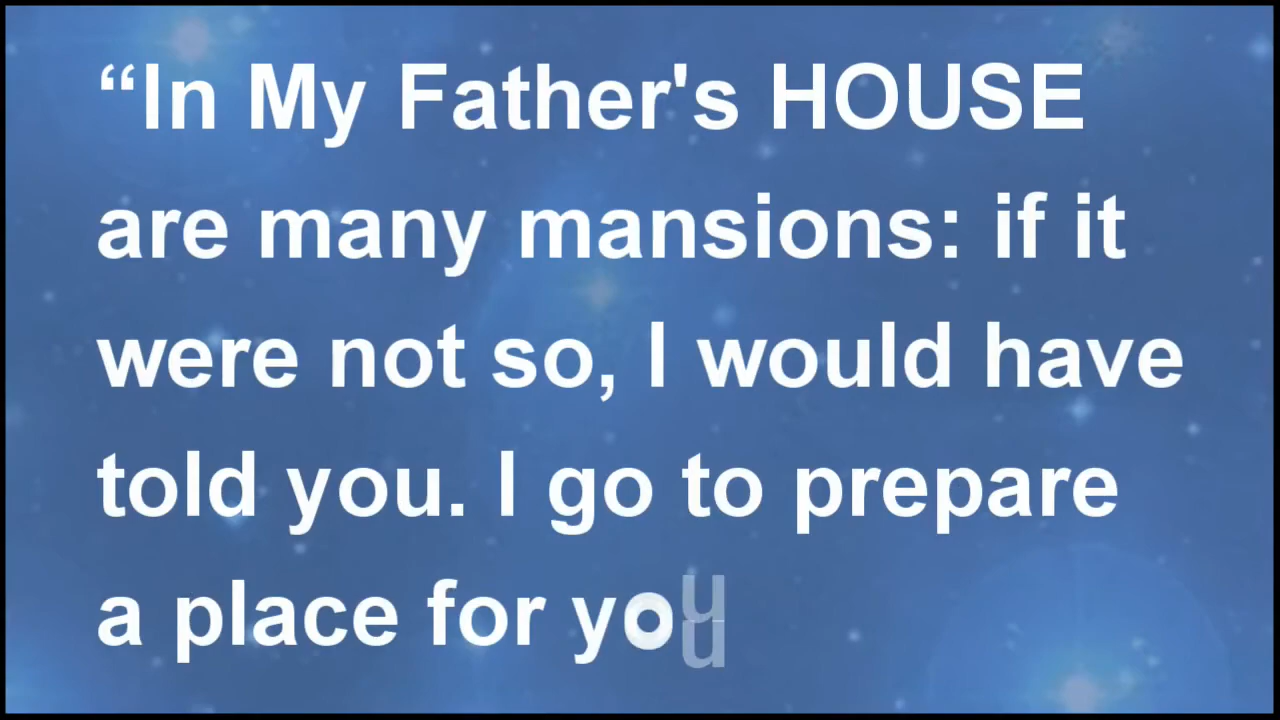 “In My Father's HOUSE
are many mansions: if it
were not so, I would have
told you. I go to prepare
a place for you